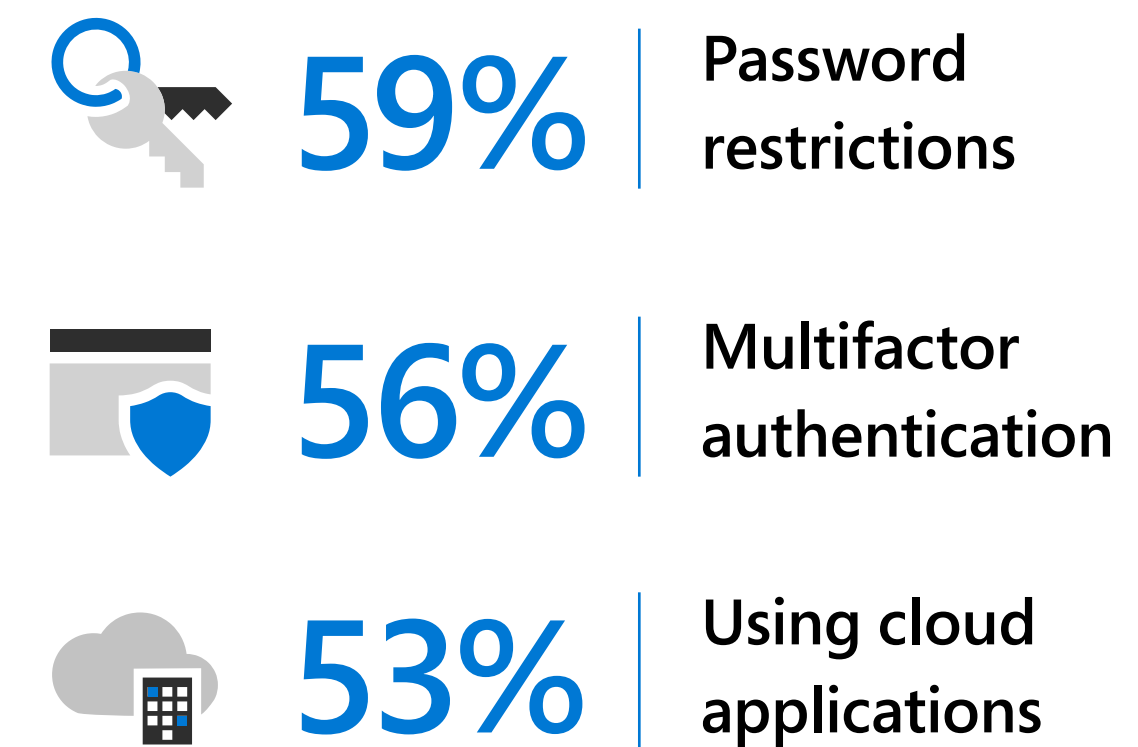 59%
Password
restrictions
56%
Multifactor
authentication
53%
Using cloud
applications